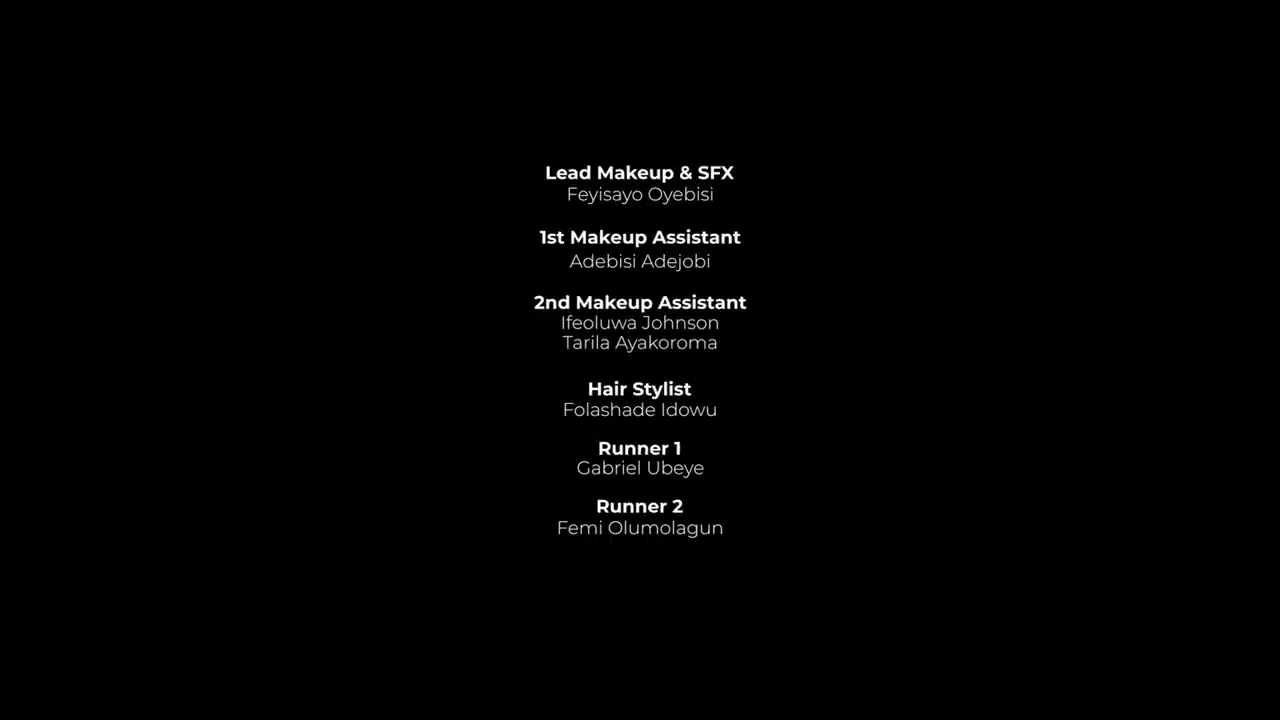 Lead Makeup & SFX
Feyisayo Oyebisi
1st Makeup Assistant
Adebisi Adejobi
2nd Makeup Assistant
Ifeoluwa Johnson
Tarila Ayakoroma
Hair Stylist
Folashade Idowu
Runner 1
Gabriel Ubeye
Runner 2
Femi Olumolagun